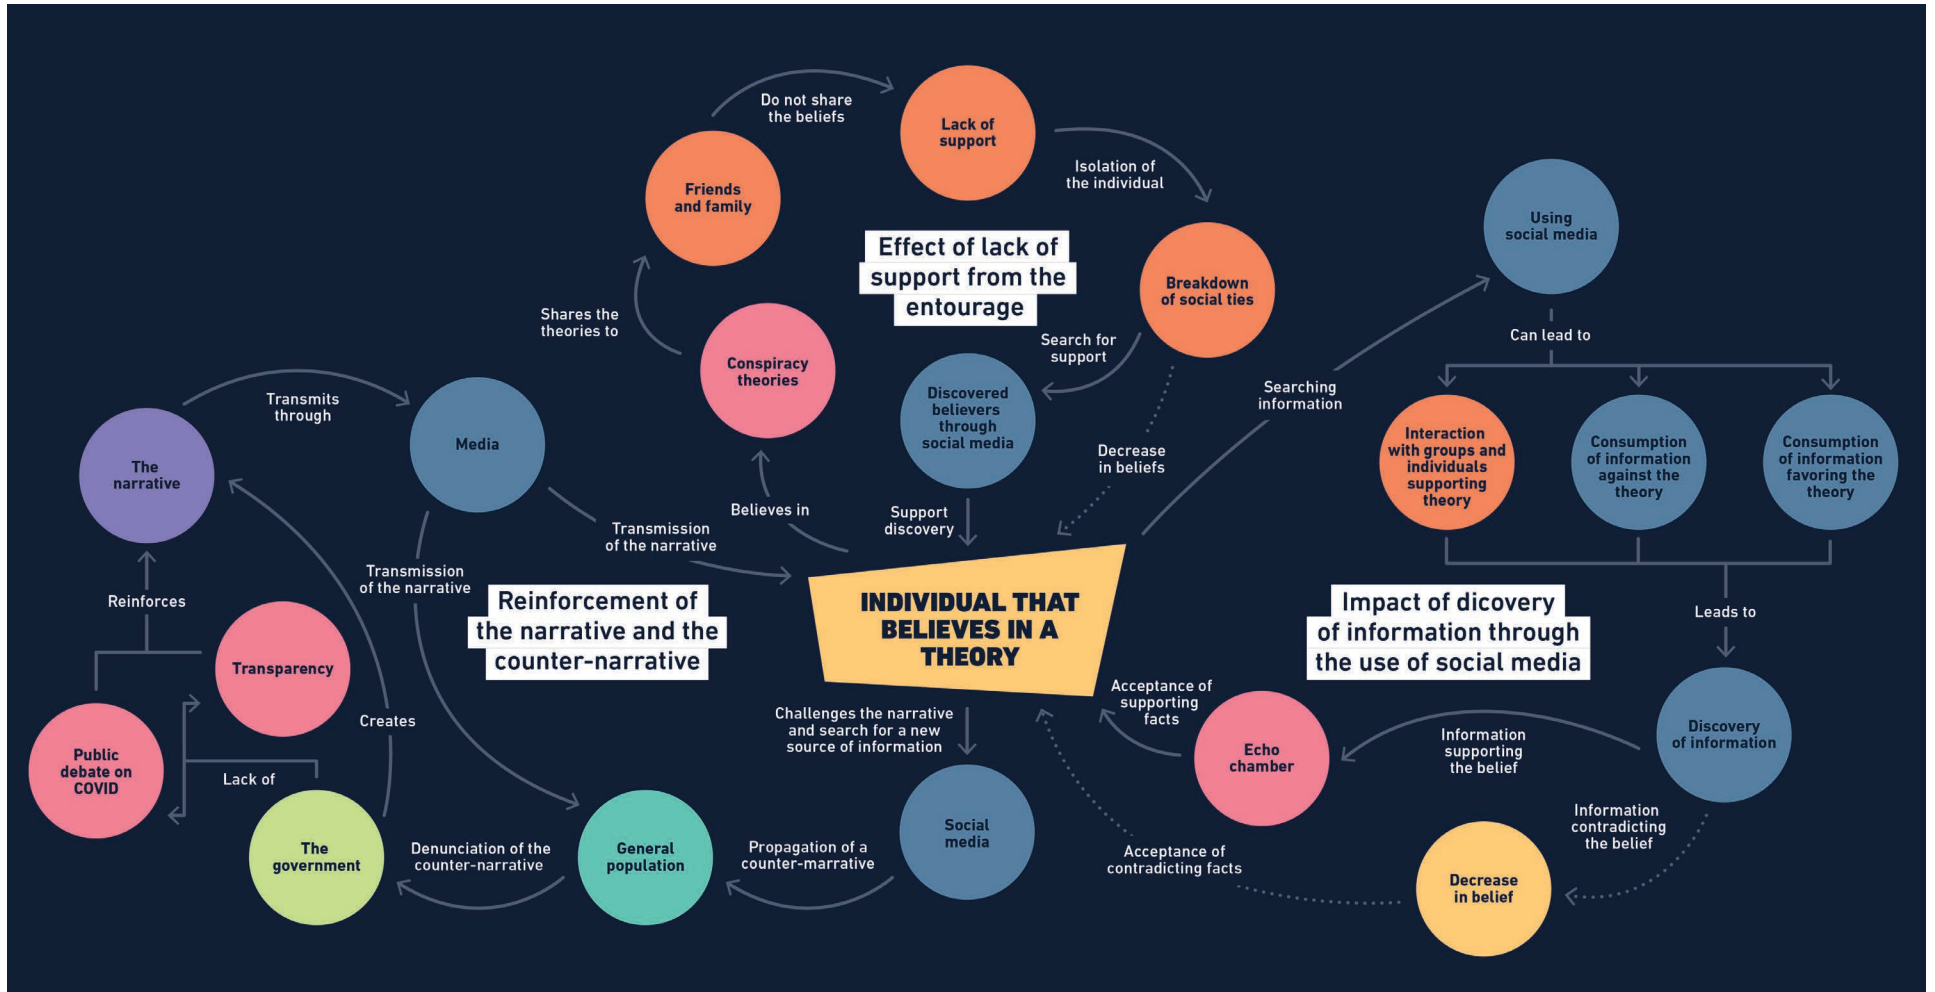 Do not share
the beliefs
Lack of
support
Isolation of
the individual
Friends
and family
Using
social media
Effect of lack of
support from the
entourage
Breakdown
of social ties
Shares the
theories to
Search for
support
Can lead to
Conspiracy
theories
Discovered
believers
through
social media
Searching
information
Transmits
through
Media
The
narrative
Decrease
in beliefs
Interaction
with groups and
individuals
supporting
theory
Consumption
of information
against the
theory
Consumption
of information
favoring the
theory
Believes in
Support
discovery
Transmission
of the narrative
Transmission
of the narrative
Reinforces
Reinforcement of
the narrative and the
counter-narrative
INDIVIDUAL THAT
BELIEVES IN A
THEORY
Impact of dicovery
of information through
the use of social media
Leads to
Transparency
Creates
Public
debate on
COVID
Lack of
Challenges the narrative
and search for a new
source of information
Acceptance of
supporting
facts
Echo
chamber
Information
supporting
the belief
Discovery
of information
The
government
Denunciation of the
counter-narrative
General
population
Propagation of a
counter-marrative
Social
media
Acceptance of
contradicting facts
Information
contradicting
the belief
Decrease
in belief